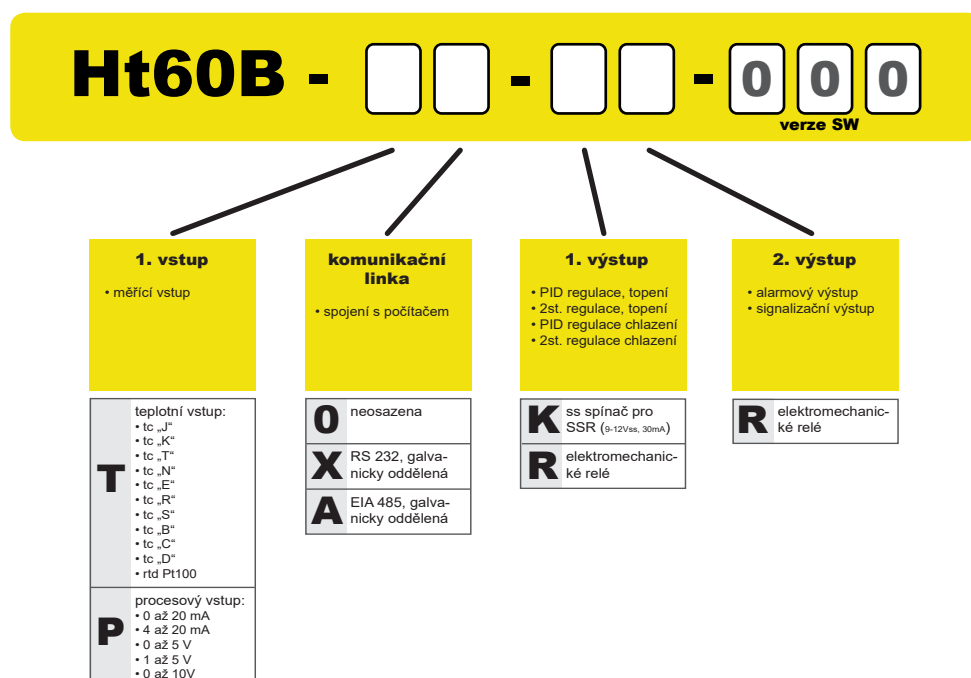 Ht60B - - - 0 0 0
verze SW
1. vstup
• měřící vstup
komunikační
linka
• spojení s počítačem
1. výstup
• PID regulace, topení
• 2st. regulace, topení
• PID regulace chlazení
• 2st. regulace chlazení
2. výstup
• alarmový výstup
• signalizační výstup
T
teplotní vstup:
• tc „J“
• tc „K“
• tc „T“
• tc „N“
• tc „E“
• tc „R“
• tc „S“
• tc „B“
• tc „C“
• tc „D“
• rtd Pt100
P
procesový vstup:
• 0 až 20 mA
• 4 až 20 mA
• 0 až 5 V
• 1 až 5 V
• 0 až 10V
0 neosazena
X RS 232, galva-
nicky oddělená
A EIA 485, galva-
nicky oddělená
K ss spínač pro
SSR (9-12Vss, 30mA)
R elektromechanic-
ké relé
R elektromechanic-
ké relé